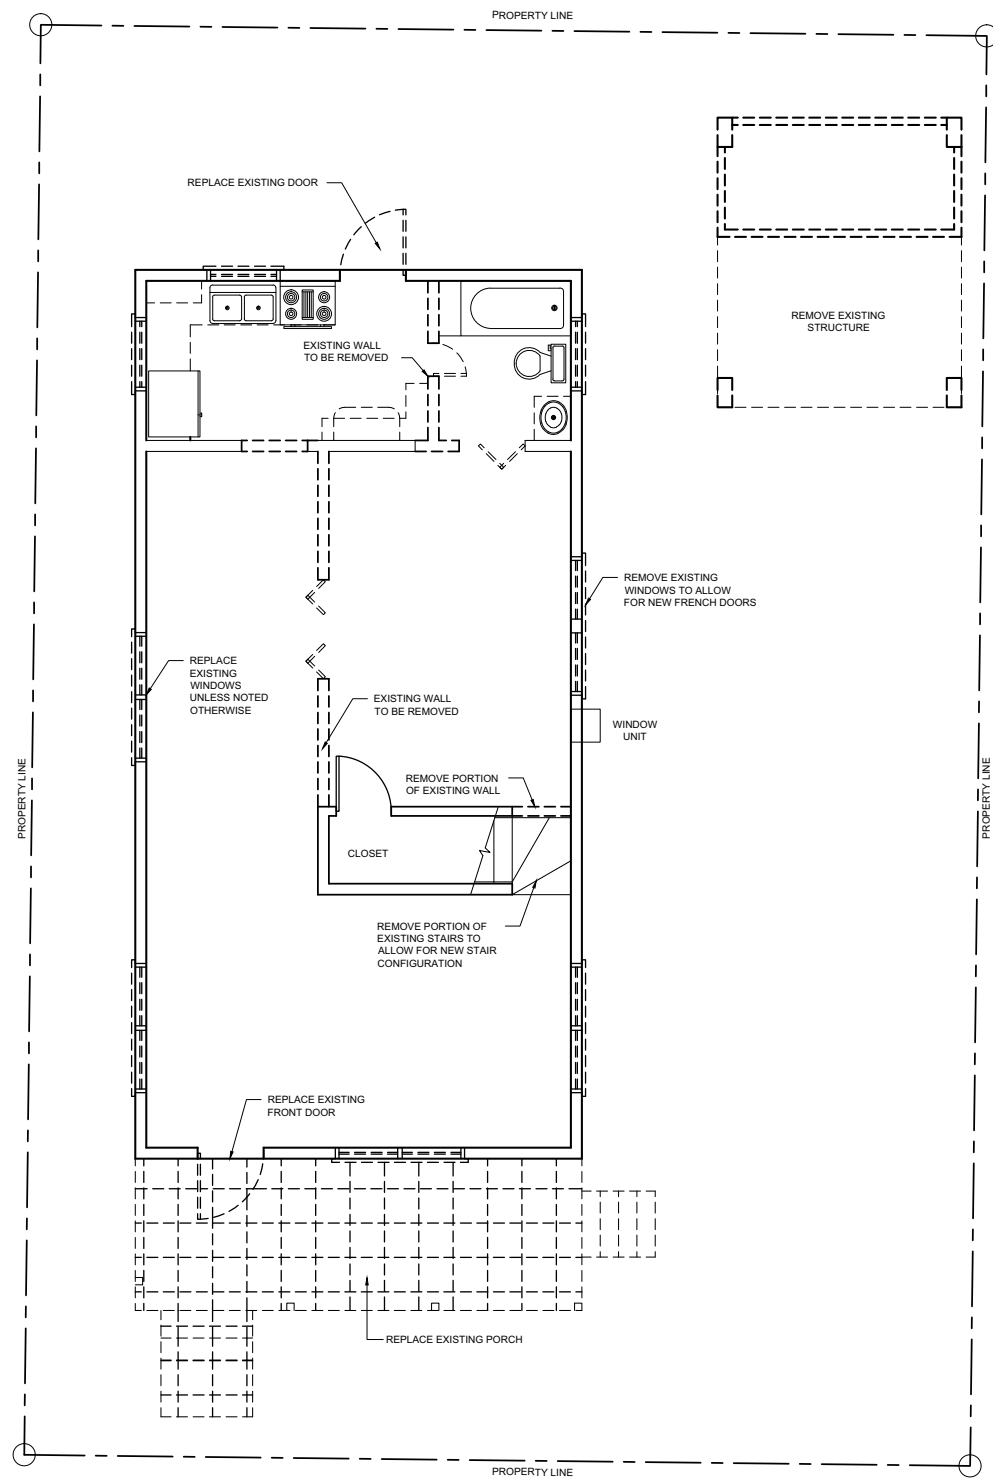 PROPERTY LINE
REPLACE EXISTING DOOR
REMOVE EXISTING
STRUCTURE
EXISTING WALL
TO BE REMOVED
REMOVE EXISTING
WINDOWS TO ALLOW
FOR NEW FRENCH DOORS
REPLACE
EXISTING
WINDOWS
UNLESS NOTED
OTHERWISE
EXISTING WALL
TO BE REMOVED
WINDOW
UNIT
PROPERTY LINE
PROPERTY LINE
REMOVE PORTION
OF EXISTING WALL
CLOSET
REMOVE PORTION OF
EXISTING STAIRS TO
ALLOW FOR NEW STAIR
CONFIGURATION
REPLACE EXISTING
FRONT DOOR
REPLACE EXISTING PORCH
PROPERTY LINE